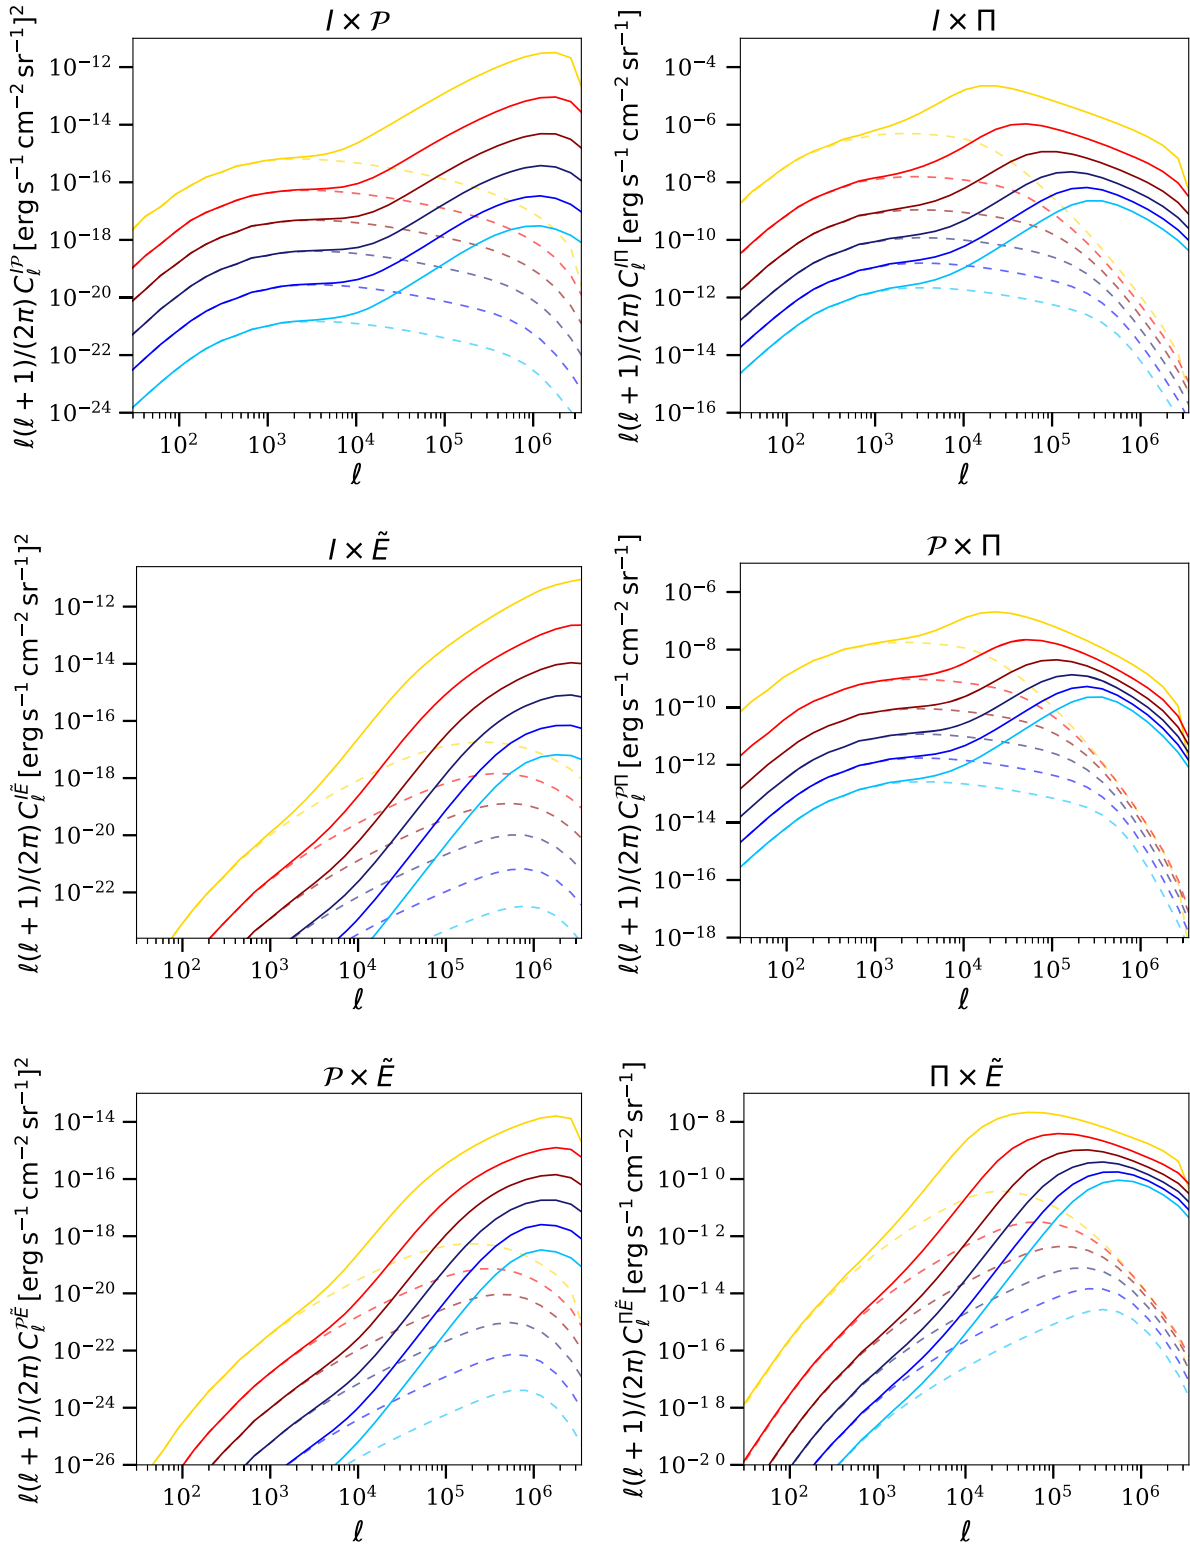 I × 𝒫
ℓ(ℓ + 1)/(2π) C_ℓ^{I𝒫} [erg s⁻¹ cm⁻² sr⁻¹]²
10⁻¹²
10⁻¹⁴
10⁻¹⁶
10⁻¹⁸
10⁻²⁰
10⁻²²
10⁻²⁴
10² 10³ 10⁴ 10⁵ 10⁶
ℓ
I × Π
ℓ(ℓ + 1)/(2π) C_ℓ^{IΠ} [erg s⁻¹ cm⁻² sr⁻¹]
10⁻⁴
10⁻⁶
10⁻⁸
10⁻¹⁰
10⁻¹²
10⁻¹⁴
10⁻¹⁶
10² 10³ 10⁴ 10⁵ 10⁶
ℓ
I × Ẽ
ℓ(ℓ + 1)/(2π) C_ℓ^{IẼ} [erg s⁻¹ cm⁻² sr⁻¹]²
10⁻¹²
10⁻¹⁴
10⁻¹⁶
10⁻¹⁸
10⁻²⁰
10⁻²²
10² 10³ 10⁴ 10⁵ 10⁶
ℓ
𝒫 × Π
ℓ(ℓ + 1)/(2π) C_ℓ^{𝒫Π} [erg s⁻¹ cm⁻² sr⁻¹]
10⁻⁶
10⁻⁸
10⁻¹⁰
10⁻¹²
10⁻¹⁴
10⁻¹⁶
10⁻¹⁸
10² 10³ 10⁴ 10⁵ 10⁶
ℓ
𝒫 × Ẽ
ℓ(ℓ + 1)/(2π) C_ℓ^{𝒫Ẽ} [erg s⁻¹ cm⁻² sr⁻¹]²
10⁻¹⁴
10⁻¹⁶
10⁻¹⁸
10⁻²⁰
10⁻²²
10⁻²⁴
10⁻²⁶
10² 10³ 10⁴ 10⁵ 10⁶
ℓ
Π × Ẽ
ℓ(ℓ + 1)/(2π) C_ℓ^{ΠẼ} [erg s⁻¹ cm⁻² sr⁻¹]
10⁻⁸
10⁻¹⁰
10⁻¹²
10⁻¹⁴
10⁻¹⁶
10⁻¹⁸
10⁻²⁰
10² 10³ 10⁴ 10⁵ 10⁶
ℓ